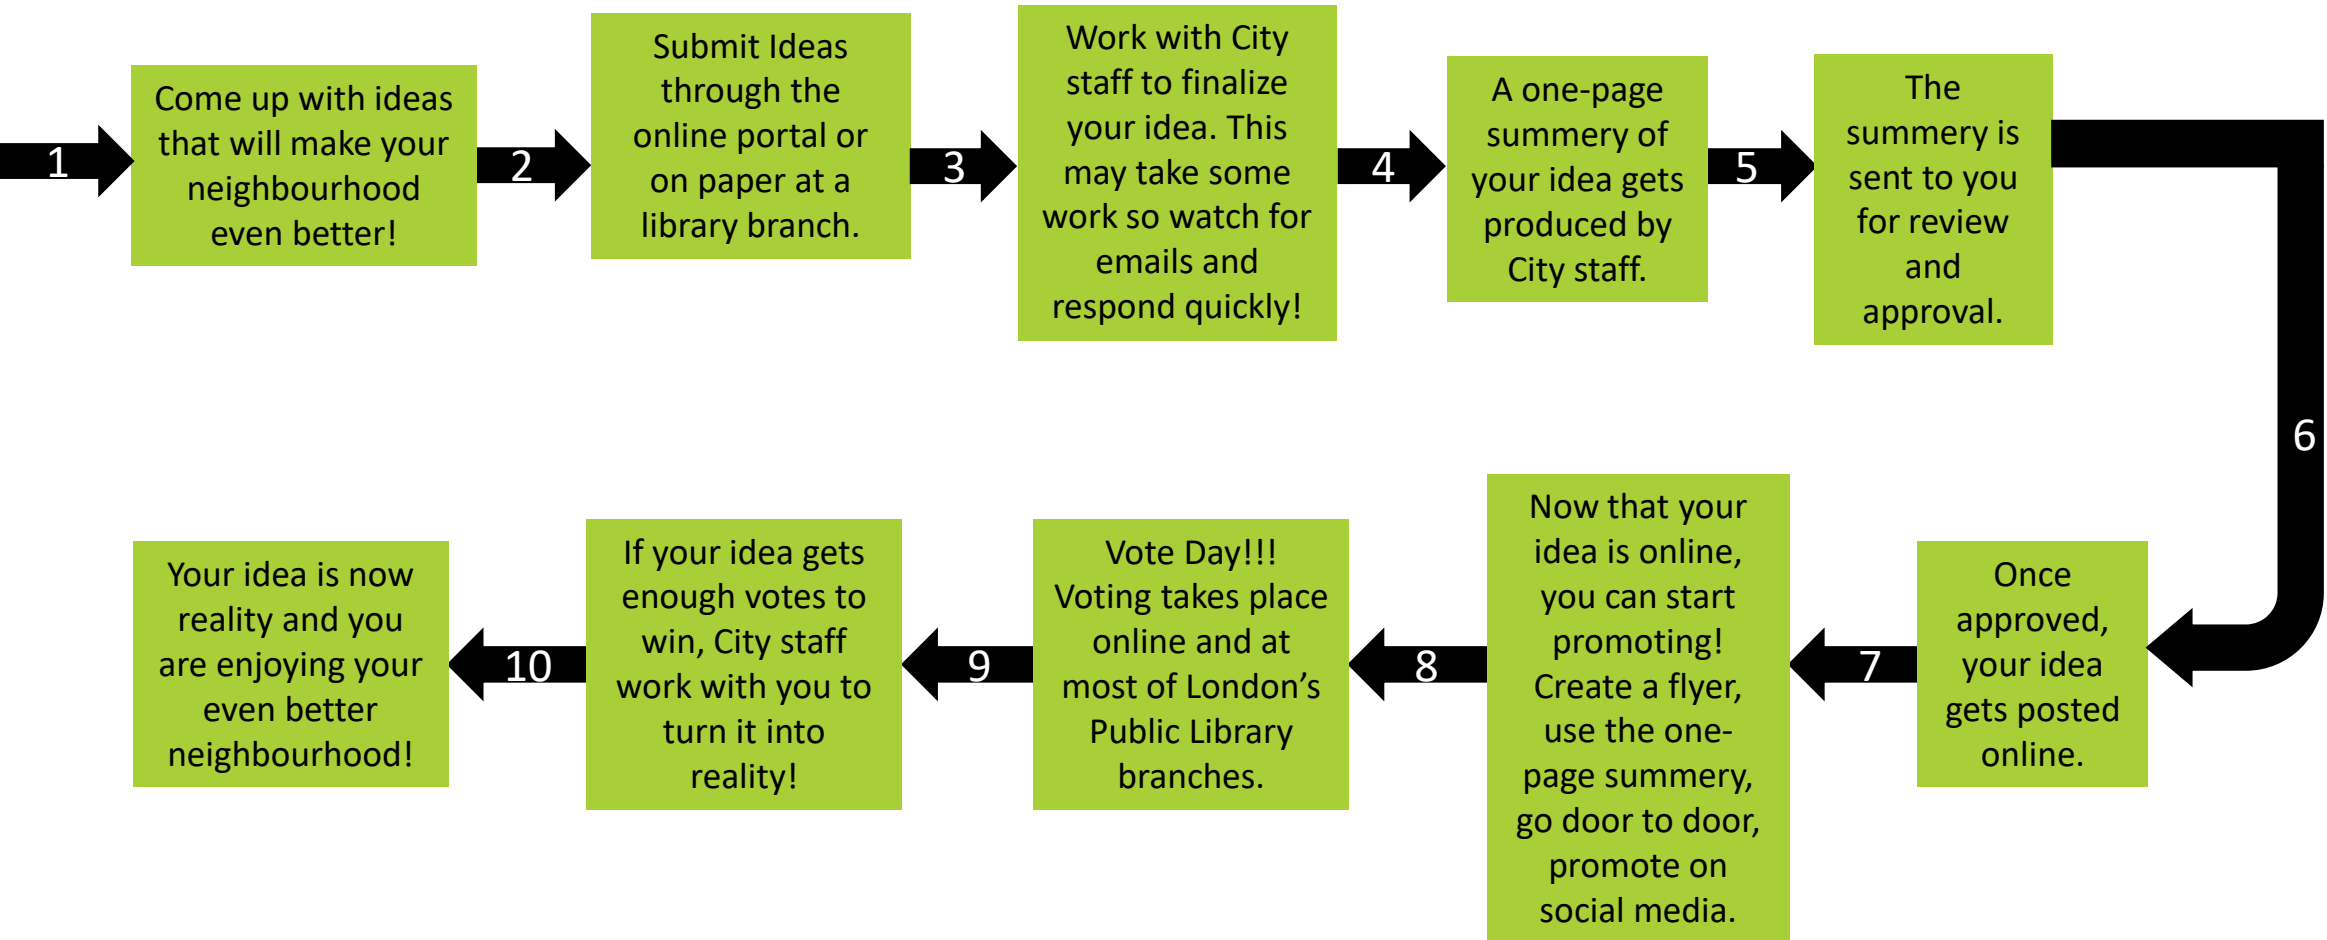 1
Come up with ideas
that will make your
neighbourhood
even better!
2
Submit Ideas
through the
online portal or
on paper at a
library branch.
3
Work with City
staff to finalize
your idea. This
may take some
work so watch for
emails and
respond quickly!
4
A one-page
summery of
your idea gets
produced by
City staff.
5
The
summery is
sent to you
for review
and
approval.
6
Once
approved,
your idea
gets posted
online.
7
Now that your
idea is online,
you can start
promoting!
Create a flyer,
use the one-
page summery,
go door to door,
promote on
social media.
8
Vote Day!!!
Voting takes place
online and at
most of London’s
Public Library
branches.
9
If your idea gets
enough votes to
win, City staff
work with you to
turn it into
reality!
10
Your idea is now
reality and you
are enjoying your
even better
neighbourhood!